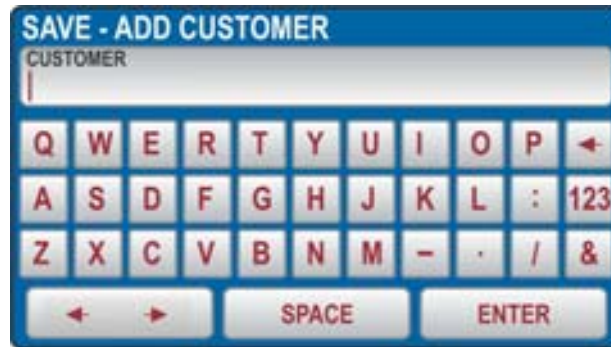 SAVE - ADD CUSTOMER
CUSTOMER
Q W E R T Y U I O P
A S D F G H J K L : 123
Z X C V B N M - . / &
SPACE ENTER